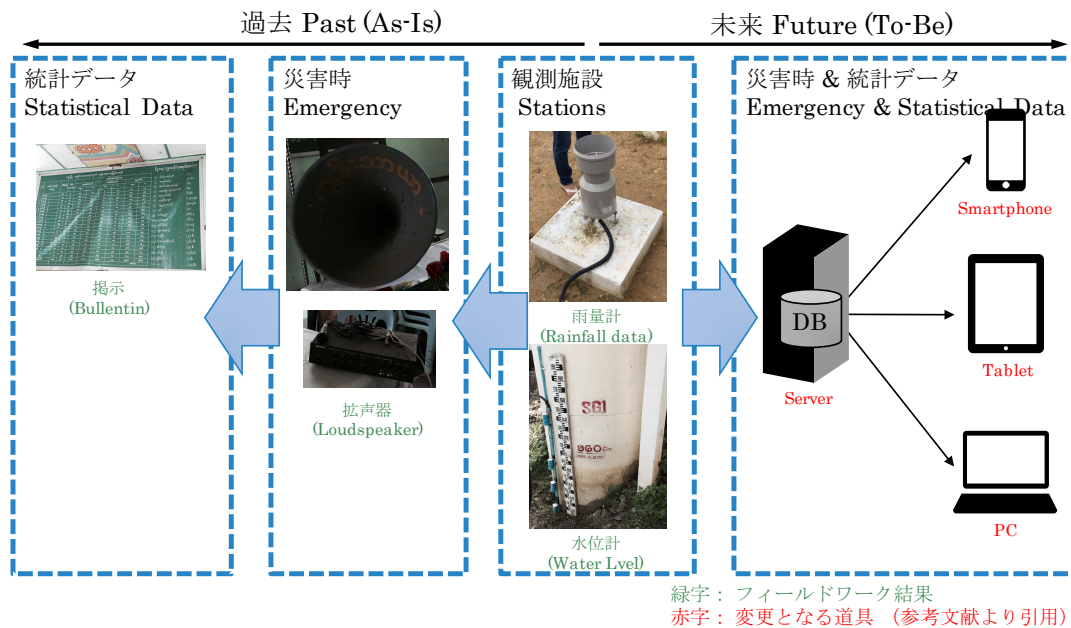 過去 Past (As-Is)
未来 Future (To-Be)
統計データ
Statistical Data
掲示
(Bullentin)
災害時
Emergency
拡声器
(Loudspeaker)
観測施設
Stations
雨量計
(Rainfall data)
SG1
水位計
(Water Lvel)
災害時 & 統計データ
Emergency & Statistical Data
DB
Server
Smartphone
Tablet
PC
緑字： フィールドワーク結果
赤字： 変更となる道具 （参考文献より引用）